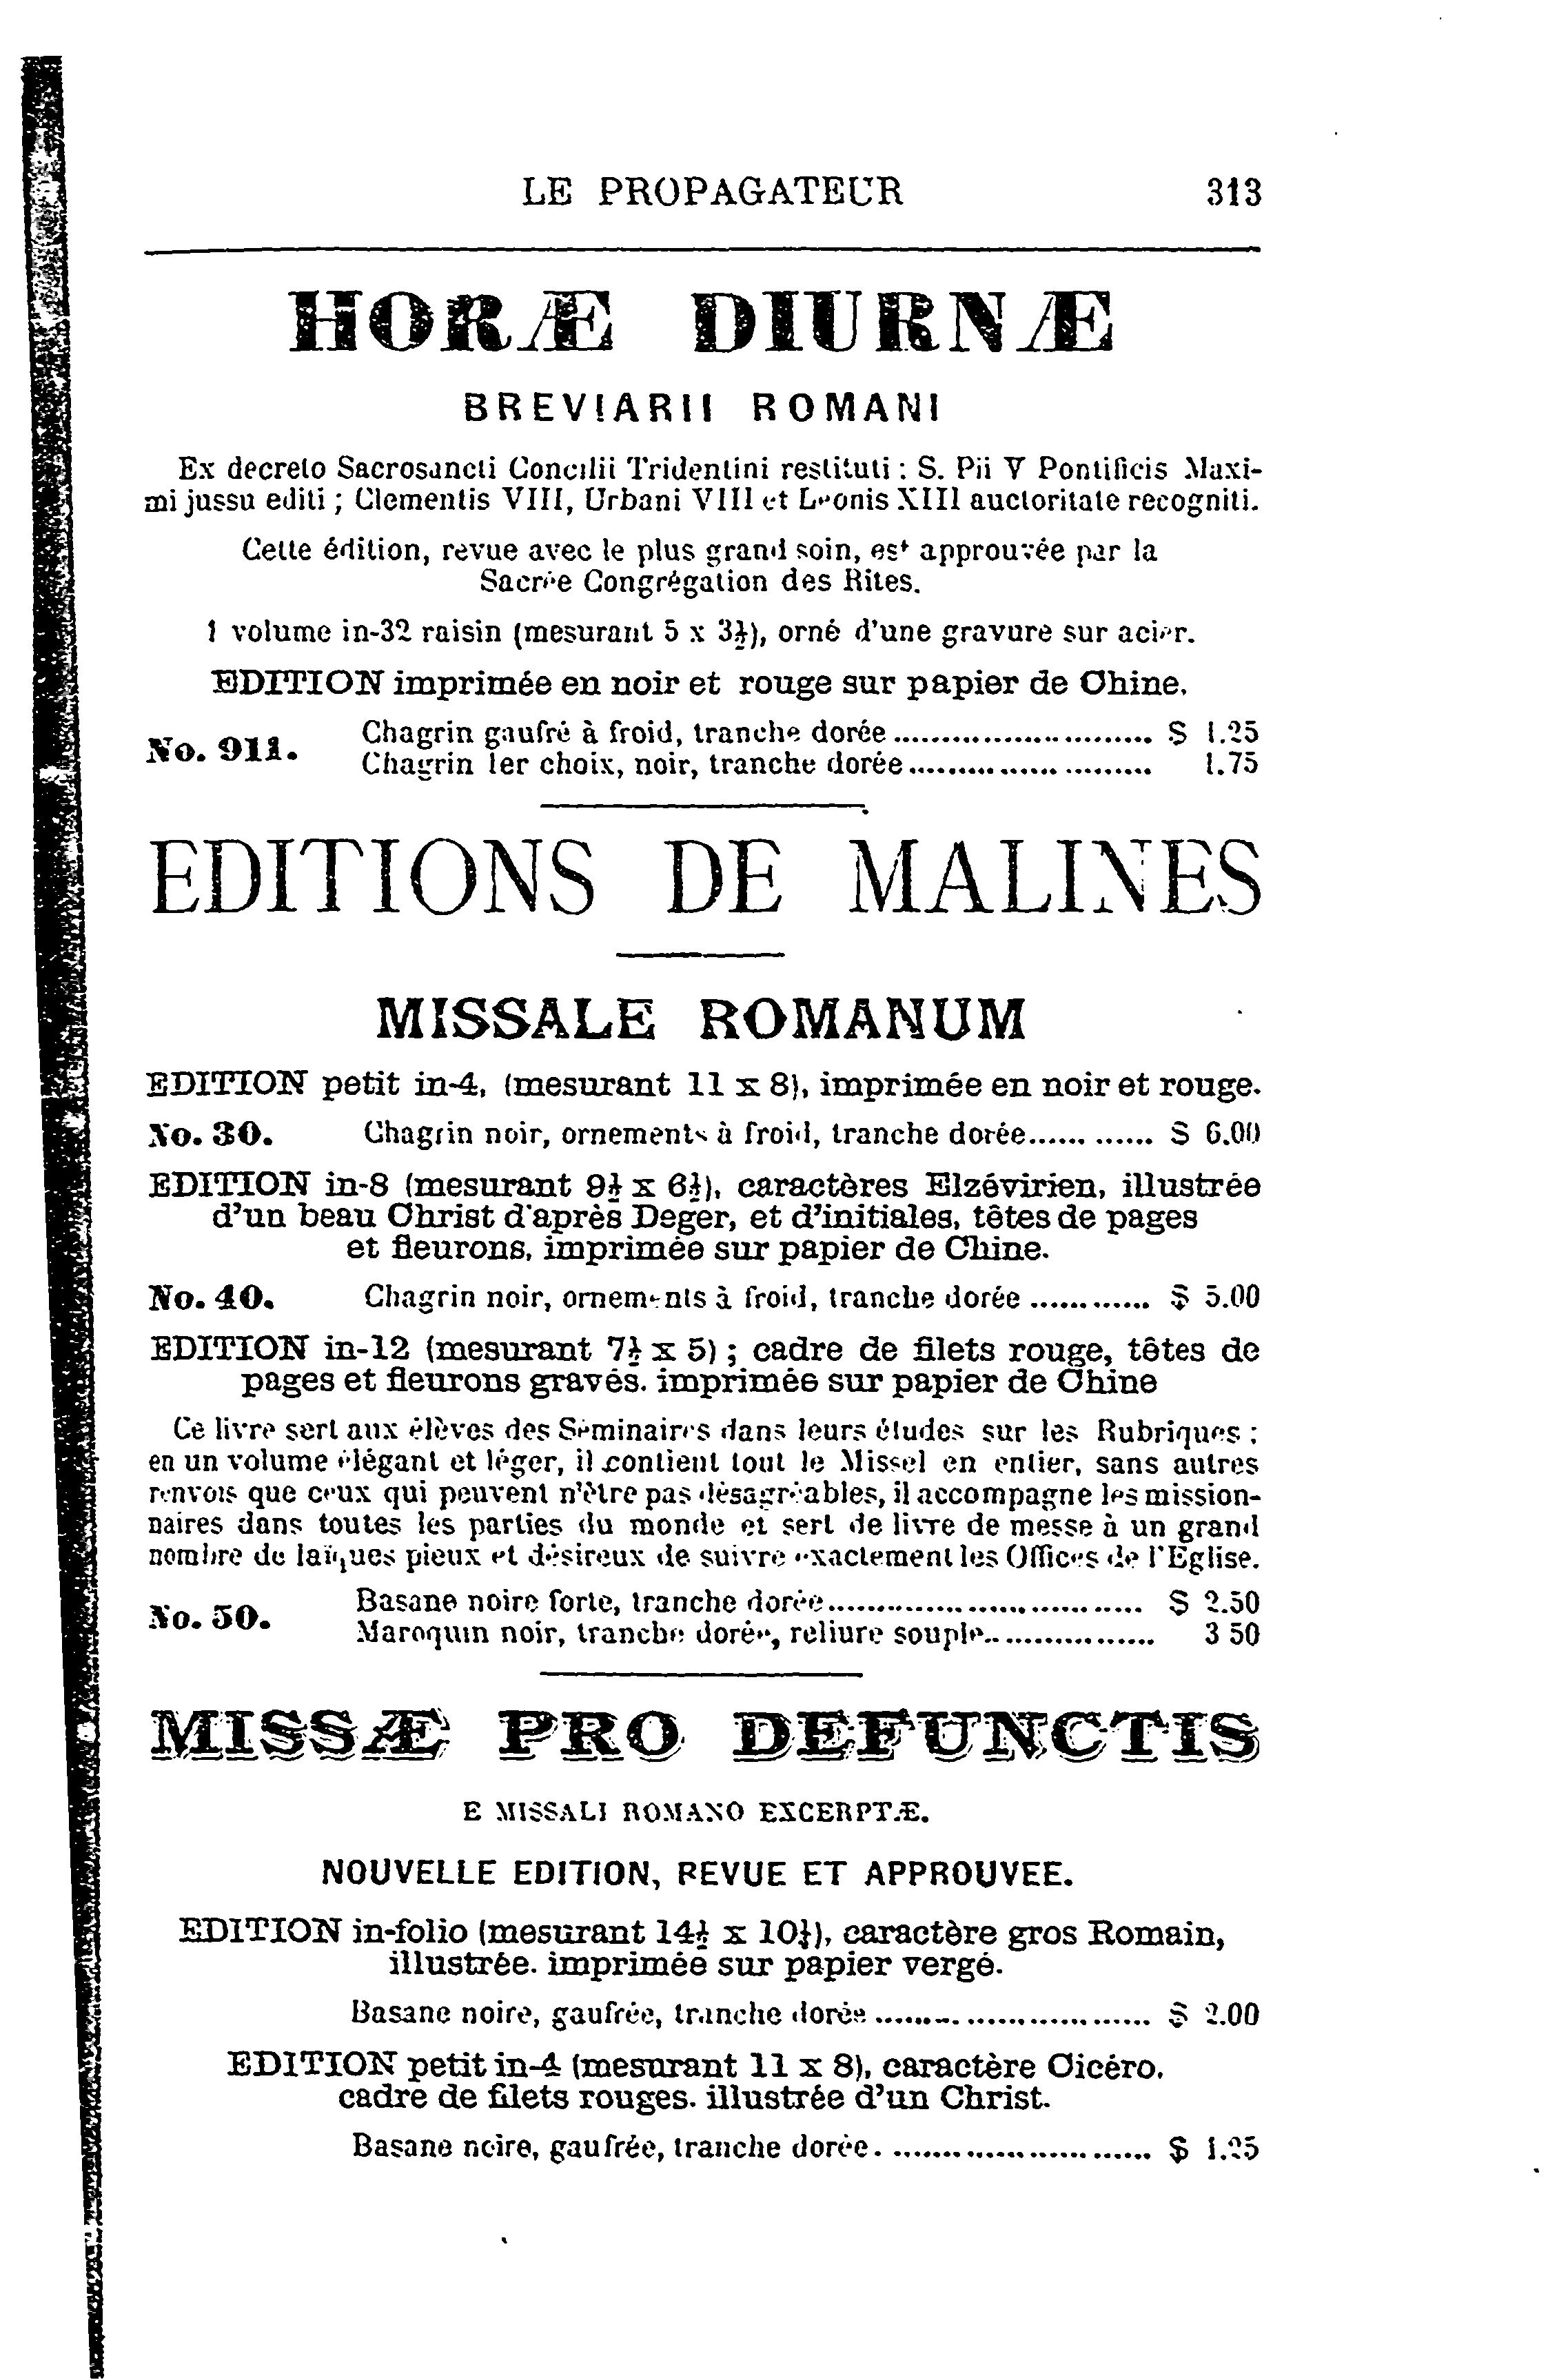 LE PROPAGATEUR 313
HORÆ DIURNÆ
BREVIARII ROMANI
Ex decreto Sacrosancti Concilii Tridentini restituti : S. Pii V Pontificis Maxi-
mi jussu editi ; Clementis VIII, Urbani VIII et Leonis XIII auctoritate recogniti.
Cette édition, revue avec le plus grand soin, est approuvée par la
Sacrée Congrégation des Rites.
1 volume in-32 raisin (mesurant 5 x 3½), orné d'une gravure sur acier.
EDITION imprimée en noir et rouge sur papier de Chine.
No. 911. Chagrin gaufré à froid, tranche dorée ........................... $ 1.25
Chagrin 1er choix, noir, tranche dorée ......................... 1.75
EDITIONS DE MALINES
MISSALE ROMANUM
EDITION petit in-4, (mesurant 11 x 8), imprimée en noir et rouge.
No. 30. Chagrin noir, ornements à froid, tranche dorée............ $ 6.00
EDITION in-8 (mesurant 9½ x 6½), caractères Elzévirien, illustrée
d'un beau Christ d'après Deger, et d'initiales, têtes de pages
et fleurons, imprimée sur papier de Chine.
No. 40. Chagrin noir, ornements à froid, tranche dorée ............ $ 5.00
EDITION in-12 (mesurant 7½ x 5) ; cadre de filets rouge, têtes de
pages et fleurons gravés. imprimée sur papier de Chine
Ce livre sert aux élèves des Séminaires dans leurs études sur les Rubriques ;
en un volume élégant et léger, il contient tout le Missel en entier, sans autres
renvois que ceux qui peuvent n'être pas désagréables, il accompagne les mission-
naires dans toutes les parties du monde et sert de livre de messe à un grand
nombre de laïques pieux et désireux de suivre exactement les Offices de l'Eglise.
No. 50. Basane noire forte, tranche dorée.............................. $ 2.50
Maroquin noir, tranche dorée, reliure souple.................. 3 50
MISSÆ PRO DEFUNCTIS
E MISSALI ROMANO EXCERPTÆ.
NOUVELLE EDITION, REVUE ET APPROUVEE.
EDITION in-folio (mesurant 14½ x 10½), caractère gros Romain,
illustrée. imprimée sur papier vergé.
Basane noire, gaufrée, tranche dorée ........................... $ 2.00
EDITION petit in-4 (mesurant 11 x 8), caractère Cicéro.
cadre de filets rouges. illustrée d'un Christ.
Basane noire, gaufrée, tranche dorée. .......................... $ 1.25